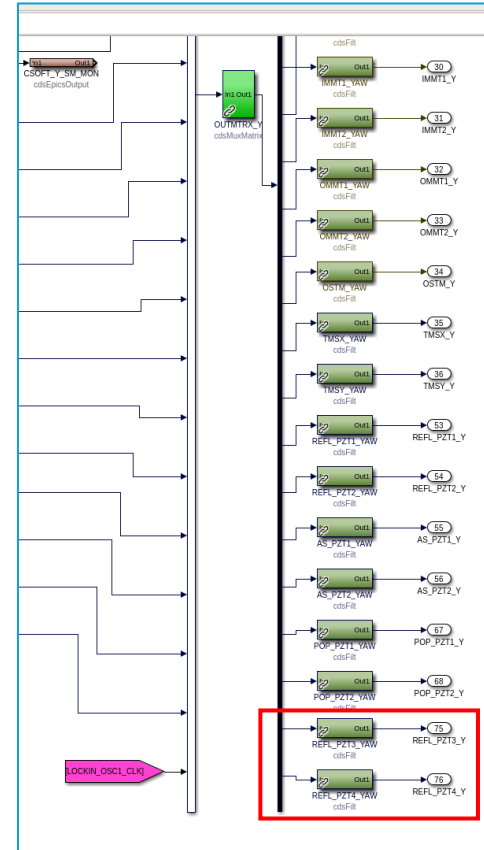 cdsFilt
In1 Out1
CSOFT_Y_SM_MON
cdsEpicsOutput
In1 Out1
OUTMTRX_Y
cdsMuxMatrix
Out1
IMMT1_YAW
cdsFilt
30
IMMT1_Y
Out1
IMMT2_YAW
cdsFilt
31
IMMT2_Y
Out1
OMMT1_YAW
cdsFilt
32
OMMT1_Y
Out1
OMMT2_YAW
cdsFilt
33
OMMT2_Y
Out1
OSTM_YAW
cdsFilt
34
OSTM_Y
Out1
TMSX_YAW
cdsFilt
35
TMSX_Y
Out1
TMSY_YAW
cdsFilt
36
TMSY_Y
Out1
REFL_PZT1_YAW
cdsFilt
53
REFL_PZT1_Y
Out1
REFL_PZT2_YAW
cdsFilt
54
REFL_PZT2_Y
Out1
AS_PZT1_YAW
cdsFilt
55
AS_PZT1_Y
Out1
AS_PZT2_YAW
cdsFilt
56
AS_PZT2_Y
Out1
POP_PZT1_YAW
cdsFilt
67
POP_PZT1_Y
Out1
POP_PZT2_YAW
cdsFilt
68
POP_PZT2_Y
Out1
REFL_PZT3_YAW
cdsFilt
75
REFL_PZT3_Y
Out1
REFL_PZT4_YAW
cdsFilt
76
REFL_PZT4_Y
[LOCKIN_OSC1_CLK]